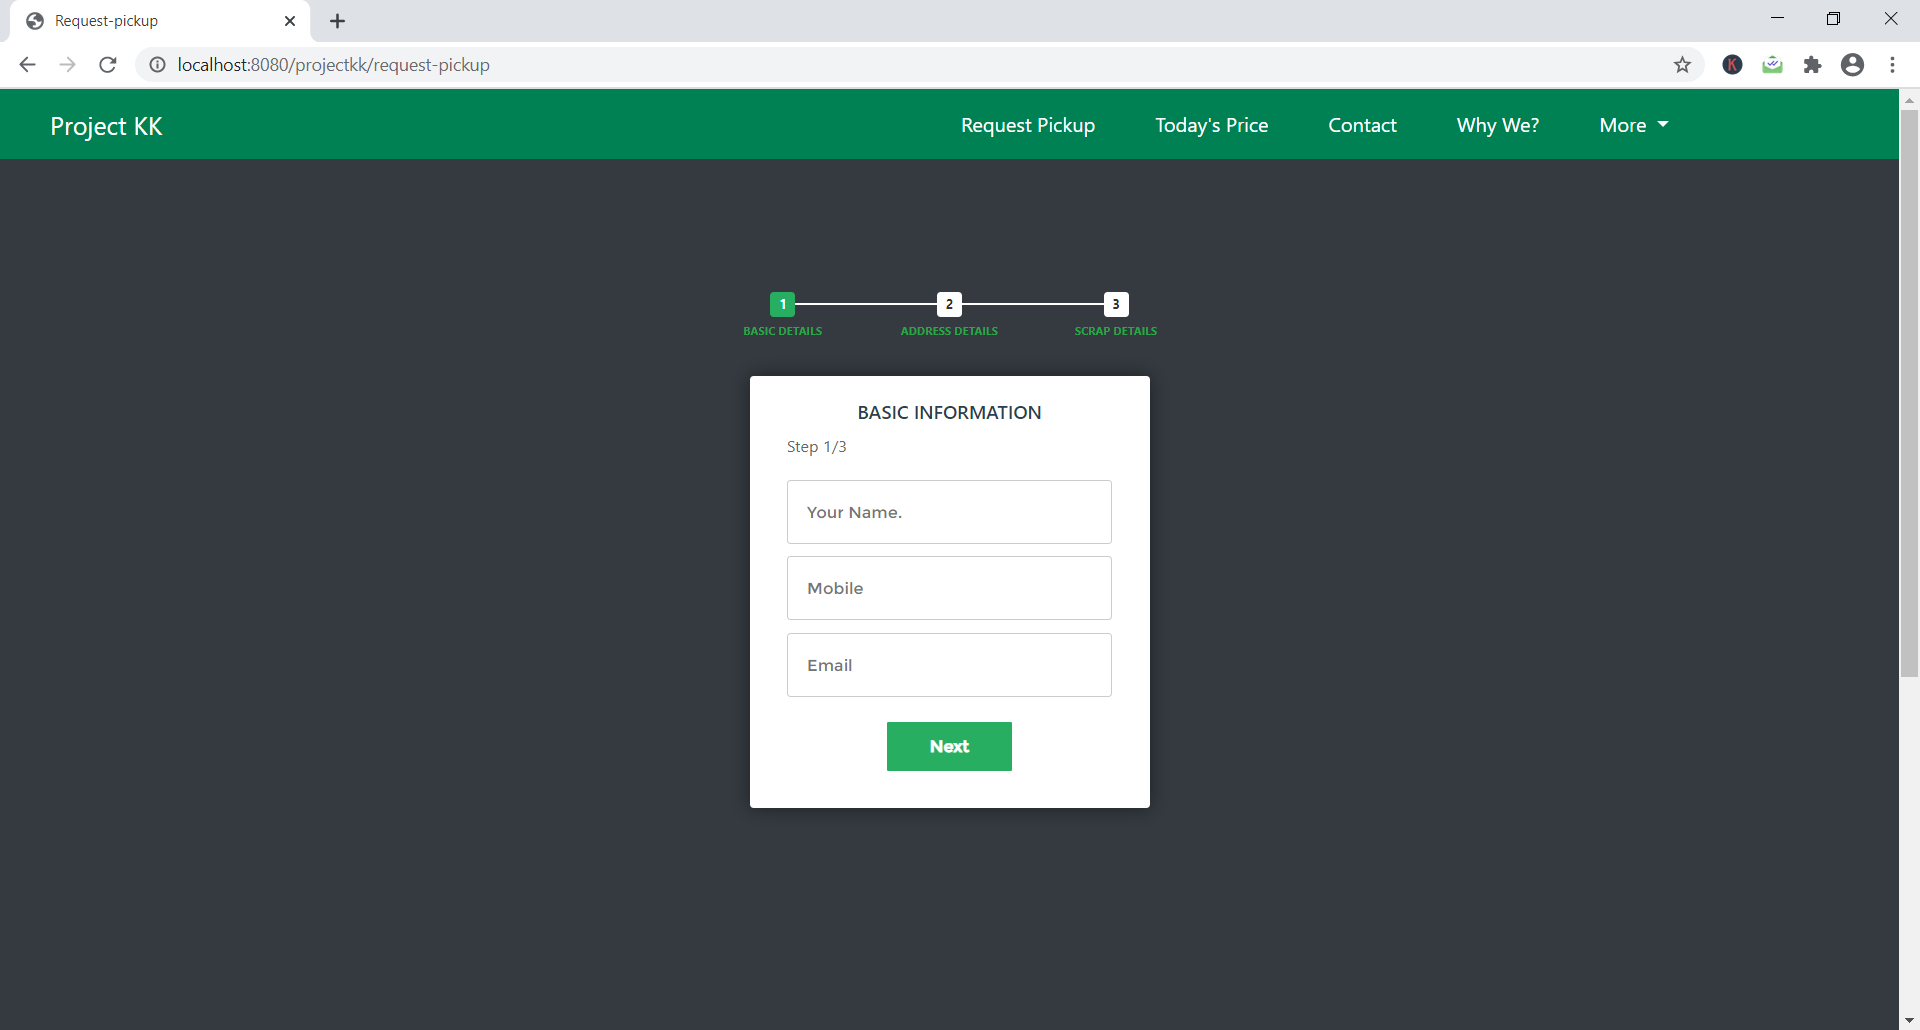 Request-pickup
localhost:8080/projectkk/request-pickup
K
Project KK
Request Pickup
Today's Price
Contact
Why We?
More
1
2
3
BASIC DETAILS
ADDRESS DETAILS
SCRAP DETAILS
BASIC INFORMATION
Step 1/3
Your Name.
Mobile
Email
Next